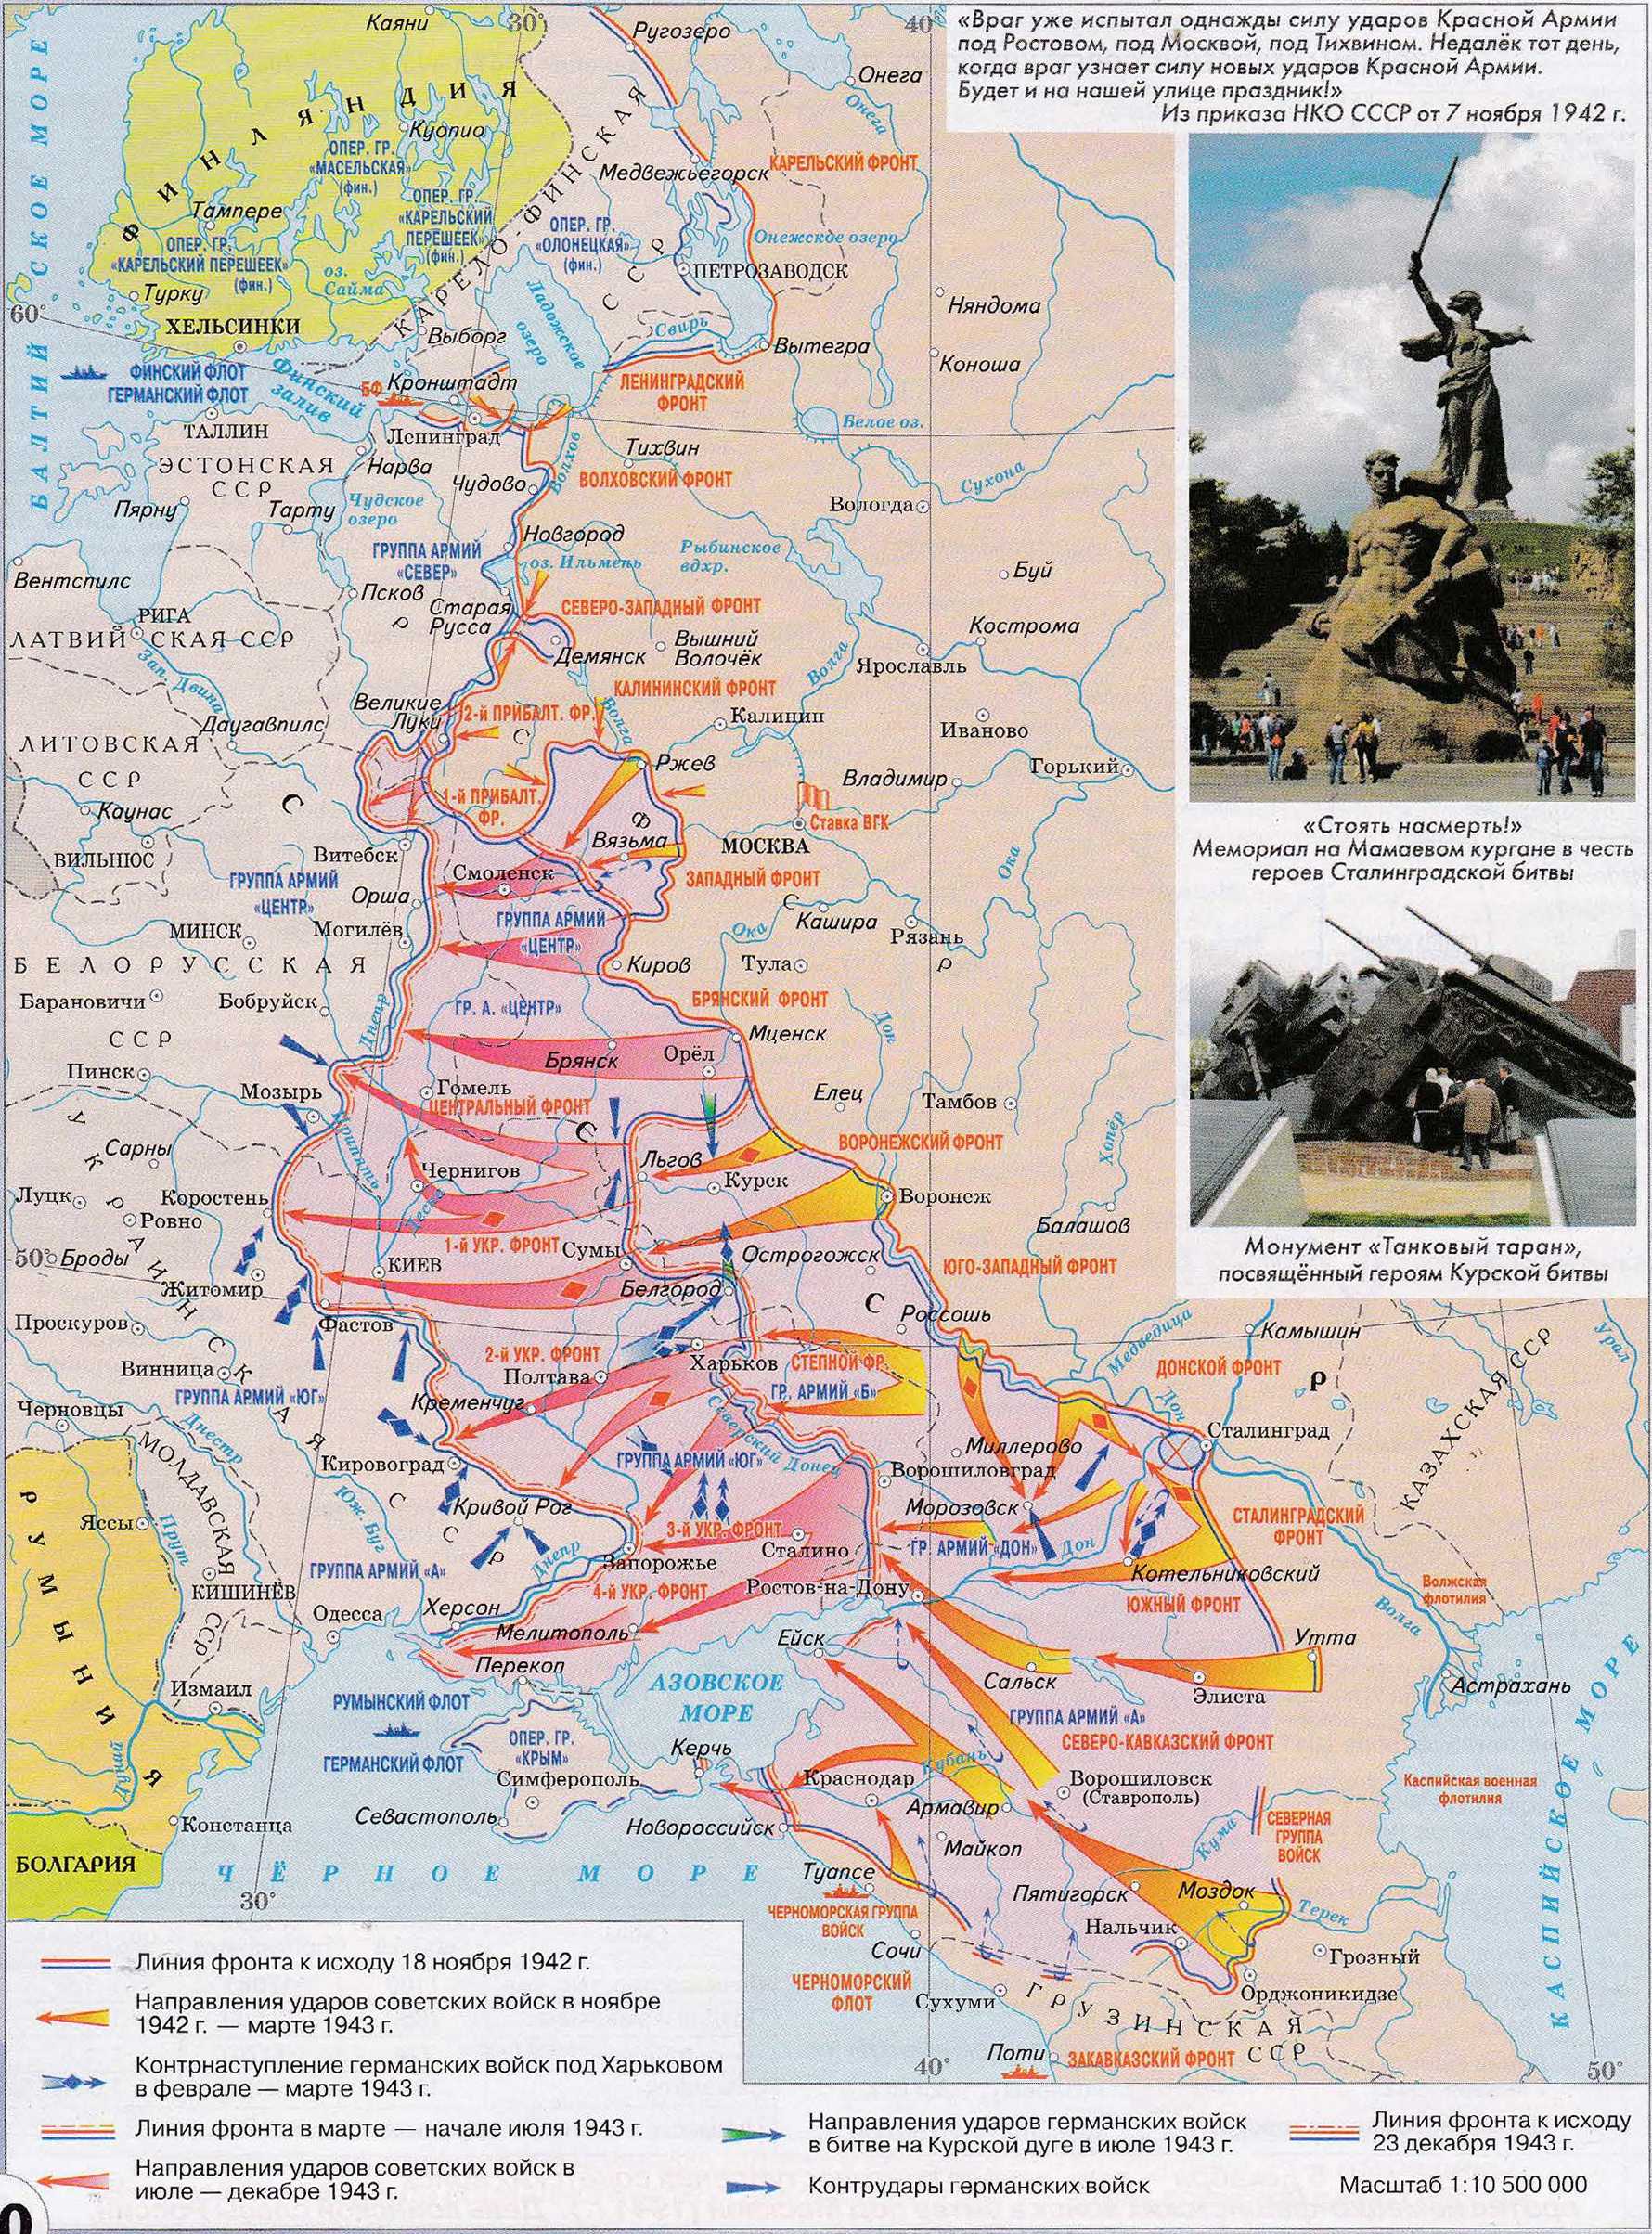 «Враг уже испытал однажды силу ударов Красной Армии
под Ростовом, под Москвой, под Тихвином. Недалёк тот день,
когда враг узнает силу новых ударов Красной Армии.
Будет и на нашей улице праздник!»
Из приказа НКО СССР от 7 ноября 1942 г.
Каяни
30°
Ругозеро
40°
Онега
Онега
ФИНЛЯНДИЯ
Куопио
ОПЕР. ГР.
«МАСЕЛЬСКАЯ»
(фин.)
КАРЕЛЬСКИЙ ФРОНТ
Медвежьегорск
ОПЕР. ГР.
«КАРЕЛЬСКИЙ
ПЕРЕШЕЕК»
(фин.)
Тампере
ОПЕР. ГР.
«КАРЕЛЬСКИЙ ПЕРЕШЕЕК»
(фин.)
ОПЕР. ГР.
«ОЛОНЕЦКАЯ»
(фин.)
Онежское озеро
КАРЕЛО-ФИНСКАЯ
ССР
ПЕТРОЗАВОДСК
оз.
Сайма
Турку
Няндома
60°
ХЕЛЬСИНКИ
Выборг
Ладожское
озеро
Свирь
Вытегра
Коноша
БАЛТИЙСКОЕ МОРЕ
ФИНСКИЙ ФЛОТ
ГЕРМАНСКИЙ ФЛОТ
Финский
залив
БФ
Кронштадт
ЛЕНИНГРАДСКИЙ
ФРОНТ
Белое оз.
ТАЛЛИН
Ленинград
Тихвин
ЭСТОНСКАЯ
ССР
Нарва
Чудово
Волхов
ВОЛХОВСКИЙ ФРОНТ
Сухона
Вологда
Пярну
Тарту
Чудское
озеро
Новгород
оз. Ильмень
Рыбинское
вдхр.
ГРУППА АРМИЙ
«СЕВЕР»
Вентспилс
Псков
Буй
РИГА
Старая
Русса
СЕВЕРО-ЗАПАДНЫЙ ФРОНТ
ЛАТВИЙСКАЯ ССР
Р
Вышний
Волочёк
Кострома
Демянск
Зап. Двина
Волга
Ярославль
КАЛИНИНСКИЙ ФРОНТ
Великие
Луки
2-й ПРИБАЛТ. ФР.
Волга
Калинин
Даугавпилс
С
Иваново
ЛИТОВСКАЯ
ССР
Ржев
Владимир
Горький
1-й ПРИБАЛТ.
ФР.
С
Каунас
Ф
Вязьма
Ставка ВГК
МОСКВА
ВИЛЬНЮС
Витебск
Смоленск
ЗАПАДНЫЙ ФРОНТ
Ока
ГРУППА АРМИЙ
«ЦЕНТР»
Орша
С
Кашира
ГРУППА АРМИЙ
«ЦЕНТР»
Ока
Рязань
МИНСК
Могилёв
Киров
Тула
Р
БЕЛОРУССКАЯ
ССР
Барановичи
Бобруйск
ГР. А. «ЦЕНТР»
БРЯНСКИЙ ФРОНТ
Днепр
Дон
Мценск
Брянск
Орёл
Пинск
Мозырь
Гомель
Елец
Тамбов
ЦЕНТРАЛЬНЫЙ ФРОНТ
Припять
С
ВОРОНЕЖСКИЙ ФРОНТ
Хопёр
УКРАИНСКАЯ
ССР
Сарны
Чернигов
Льгов
Курск
Луцк
Коростень
Ровно
Десна
Воронеж
Балашов
1-й УКР. ФРОНТ
Сумы
Острогожск
ЮГО-ЗАПАДНЫЙ ФРОНТ
50°
Броды
КИЕВ
Житомир
Белгород
С
Россошь
Проскуров
Фастов
Медведица
Камышин
Урал
2-й УКР. ФРОНТ
Харьков
СТЕПНОЙ ФР.
ДОНСКОЙ ФРОНТ
Винница
Полтава
ГР. АРМИЙ «Б»
Р
ГРУППА АРМИЙ «ЮГ»
Кременчуг
Дон
Черновцы
Днестр
Северский Донец
Сталинград
КАЗАХСКАЯ ССР
МОЛДАВСКАЯ
ССР
Кировоград
ГРУППА АРМИЙ «ЮГ»
Миллерово
Ворошиловград
Юж. Буг
Кривой Рог
Морозовск
СТАЛИНГРАДСКИЙ
ФРОНТ
РУМЫНИЯ
Яссы
Прут
3-й УКР. ФРОНТ
Сталино
ГР. АРМИЙ «ДОН»
Дон
ГРУППА АРМИЙ «А»
Днепр
Запорожье
Котельниковский
КИШИНЁВ
4-й УКР. ФРОНТ
Ростов-на-Дону
ЮЖНЫЙ ФРОНТ
Волжская
флотилия
Волга
Одесса
Херсон
Мелитополь
Ейск
Утта
Перекоп
АЗОВСКОЕ
МОРЕ
Сальск
Элиста
Астрахань
Измаил
РУМЫНСКИЙ ФЛОТ
ГЕРМАНСКИЙ ФЛОТ
ОПЕР. ГР.
«КРЫМ»
Керчь
ГРУППА АРМИЙ «А»
СЕВЕРО-КАВКАЗСКИЙ ФРОНТ
Дунай
Симферополь
Краснодар
Кубань
Ворошиловск
(Ставрополь)
Каспийская военная
флотилия
Севастополь
Армавир
Констанца
Новороссийск
Майкоп
Кума
СЕВЕРНАЯ
ГРУППА
ВОЙСК
БОЛГАРИЯ
ЧЁРНОЕ МОРЕ
Туапсе
Пятигорск
Моздок
30°
ЧЕРНОМОРСКАЯ ГРУППА
ВОЙСК
Нальчик
Терек
Сочи
Грозный
ЧЕРНОМОРСКИЙ
ФЛОТ
Сухуми
Орджоникидзе
ГРУЗИНСКАЯ
ССР
40°
Поти
ЗАКАВКАЗСКИЙ ФРОНТ
КАСПИЙСКОЕ МОРЕ
50°
«Стоять насмерть!»
Мемориал на Мамаевом кургане в честь
героев Сталинградской битвы
Монумент «Танковый таран»,
посвящённый героям Курской битвы
Линия фронта к исходу 18 ноября 1942 г.
Направления ударов советских войск в ноябре
1942 г. — марте 1943 г.
Контрнаступление германских войск под Харьковом
в феврале — марте 1943 г.
Линия фронта в марте — начале июля 1943 г.
Направления ударов советских войск в
июле — декабре 1943 г.
Направления ударов германских войск
в битве на Курской дуге в июле 1943 г.
Контрудары германских войск
Линия фронта к исходу
23 декабря 1943 г.
Масштаб 1:10 500 000